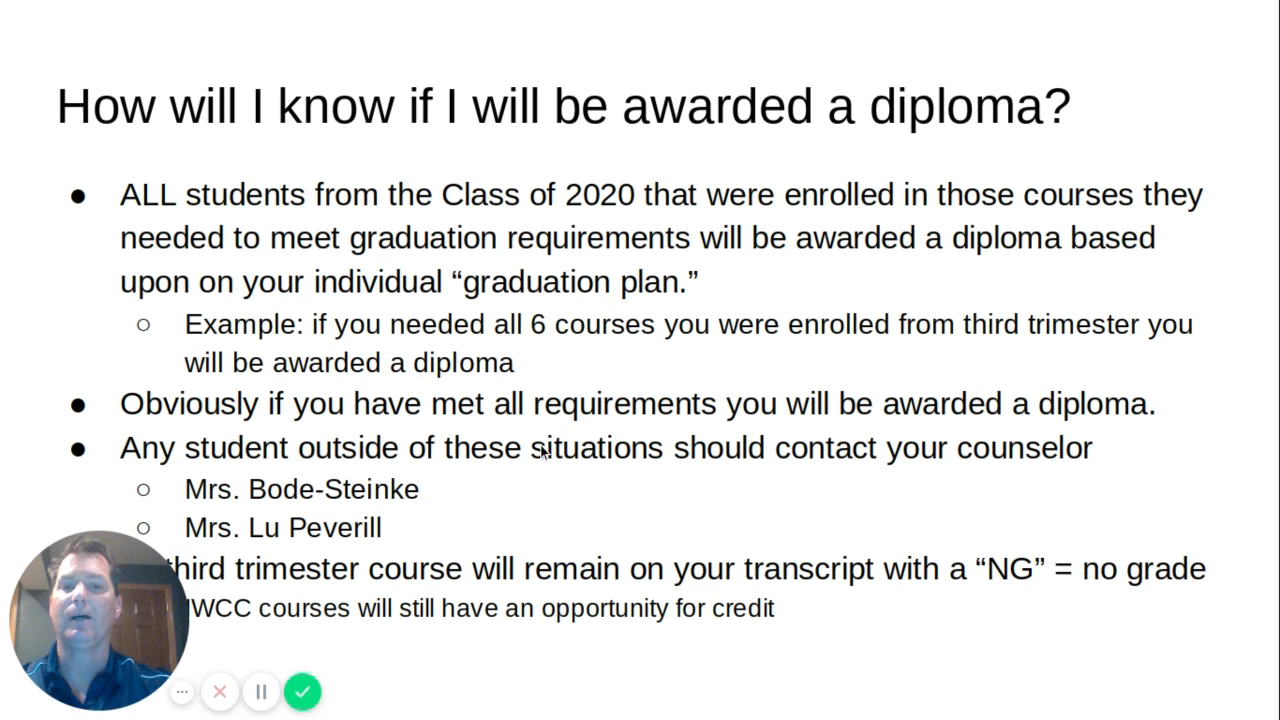 How will I know if I will be awarded a diploma?
● ALL students from the Class of 2020 that were enrolled in those courses they
needed to meet graduation requirements will be awarded a diploma based
upon on your individual “graduation plan.”
○ Example: if you needed all 6 courses you were enrolled from third trimester you
will be awarded a diploma
● Obviously if you have met all requirements you will be awarded a diploma.
● Any student outside of these situations should contact your counselor
○ Mrs. Bode-Steinke
○ Mrs. Lu Peverill
third trimester course will remain on your transcript with a “NG” = no grade
courses will still have an opportunity for credit